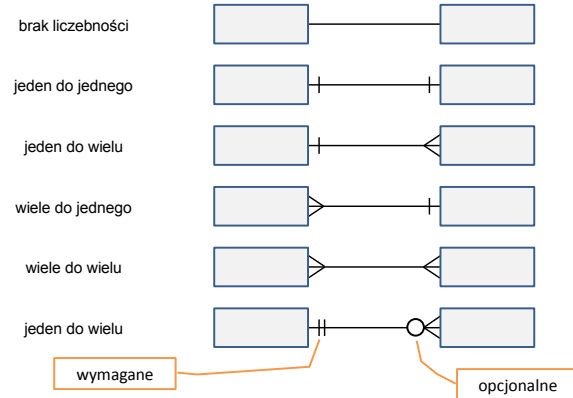 brak liczebności
jeden do jednego
jeden do wielu
wiele do jednego
wiele do wielu
jeden do wielu
wymagane
opcjonalne